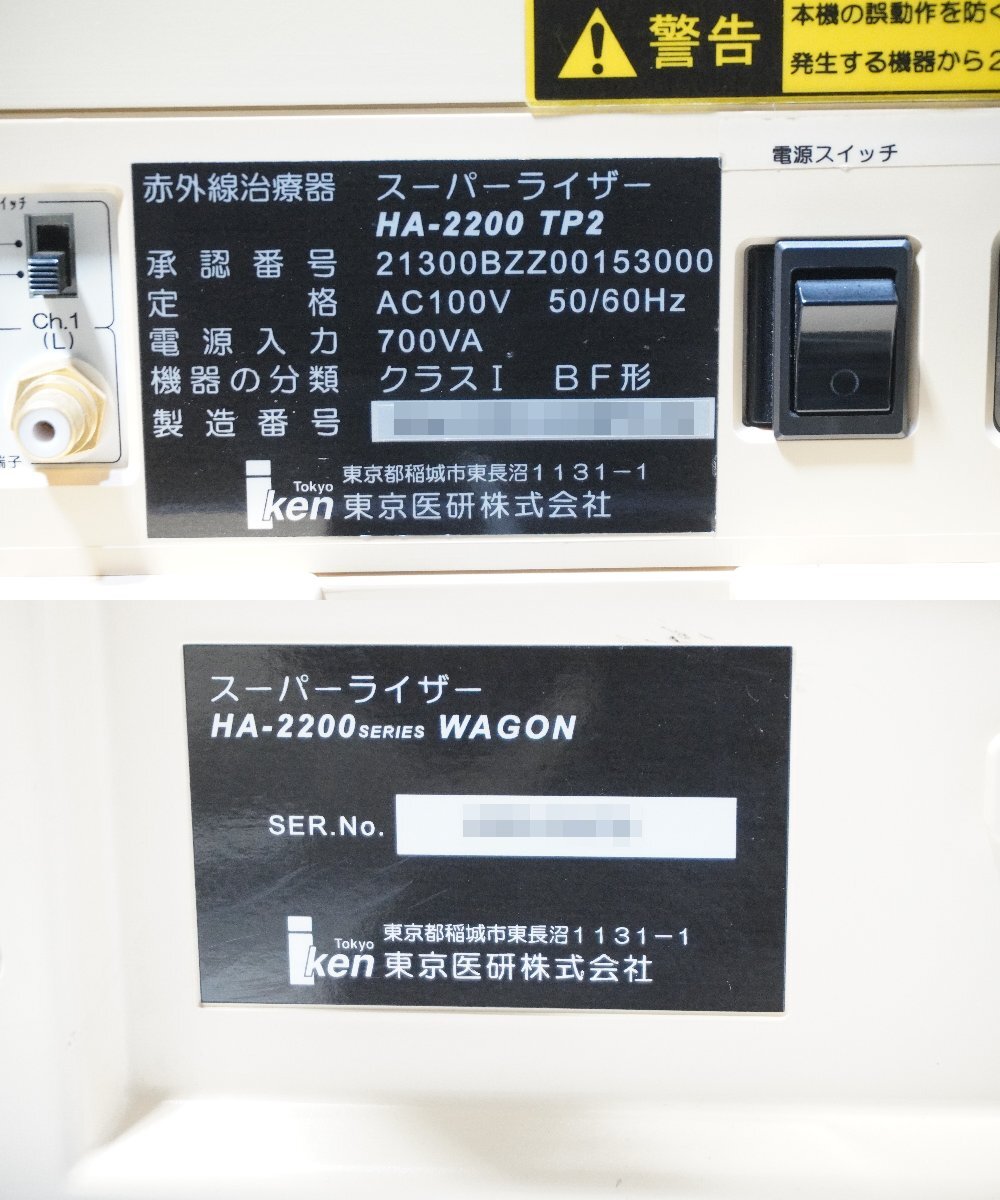 警告
本機の誤動作を防ぐ
発生する機器から2
電源スイッチ
イッチ
Ch.1
(L)
端子
赤外線治療器 スーパーライザー
HA-2200 TP2
承認番号 21300BZZ00153000
定格 AC100V 50/60Hz
電源入力 700VA
機器の分類 クラスI BF形
製造番号
東京都稲城市東長沼1131-1
Tokyo iken 東京医研株式会社
スーパーライザー
HA-2200 SERIES WAGON
SER.No.
東京都稲城市東長沼1131-1
Tokyo iken 東京医研株式会社